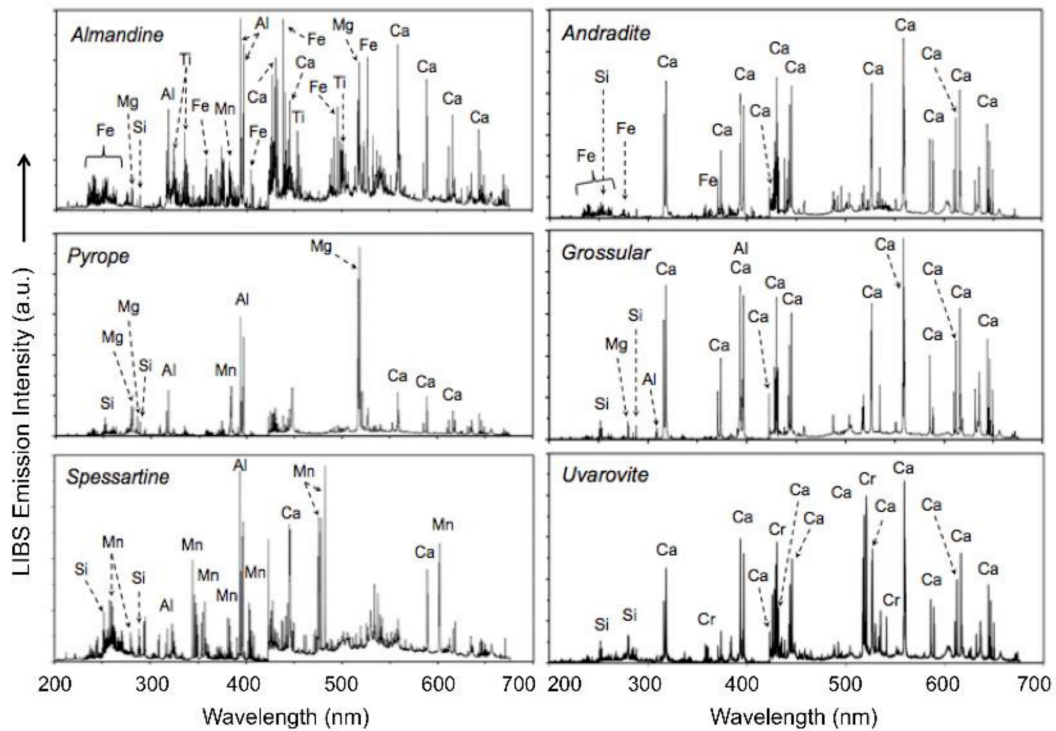 LIBS Emission Intensity (a.u.)
Almandine
Al
Fe
Mg
Fe
Ca
Ca
Ca
Ca
Ti
Al
Mg
Si
Fe
Fe
Mn
Ca
Ca
Fe
Ti
Fe
Ti
Pyrope
Mg
Mg
Mg
Si
Si
Al
Al
Mn
Ca
Ca
Ca
Spessartine
Al
Mn
Mn
Si
Mn
Si
Al
Mn
Mn
Mn
Mn
Ca
Ca
200 300 400 500 600 700
Wavelength (nm)
Andradite
Ca
Ca
Ca
Ca
Ca
Ca
Ca
Ca
Ca
Si
Fe
Fe
Fe
Ca
Ca
Ca
Grossular
Al
Ca
Ca
Ca
Ca
Ca
Ca
Ca
Ca
Ca
Ca
Ca
Ca
Si
Mg
Al
Si
Uvarovite
Ca
Cr
Ca
Ca
Ca
Cr
Ca
Ca
Ca
Ca
Ca
Ca
Ca
Ca
Si
Si
Cr
Cr
200 300 400 500 600 700
Wavelength (nm)